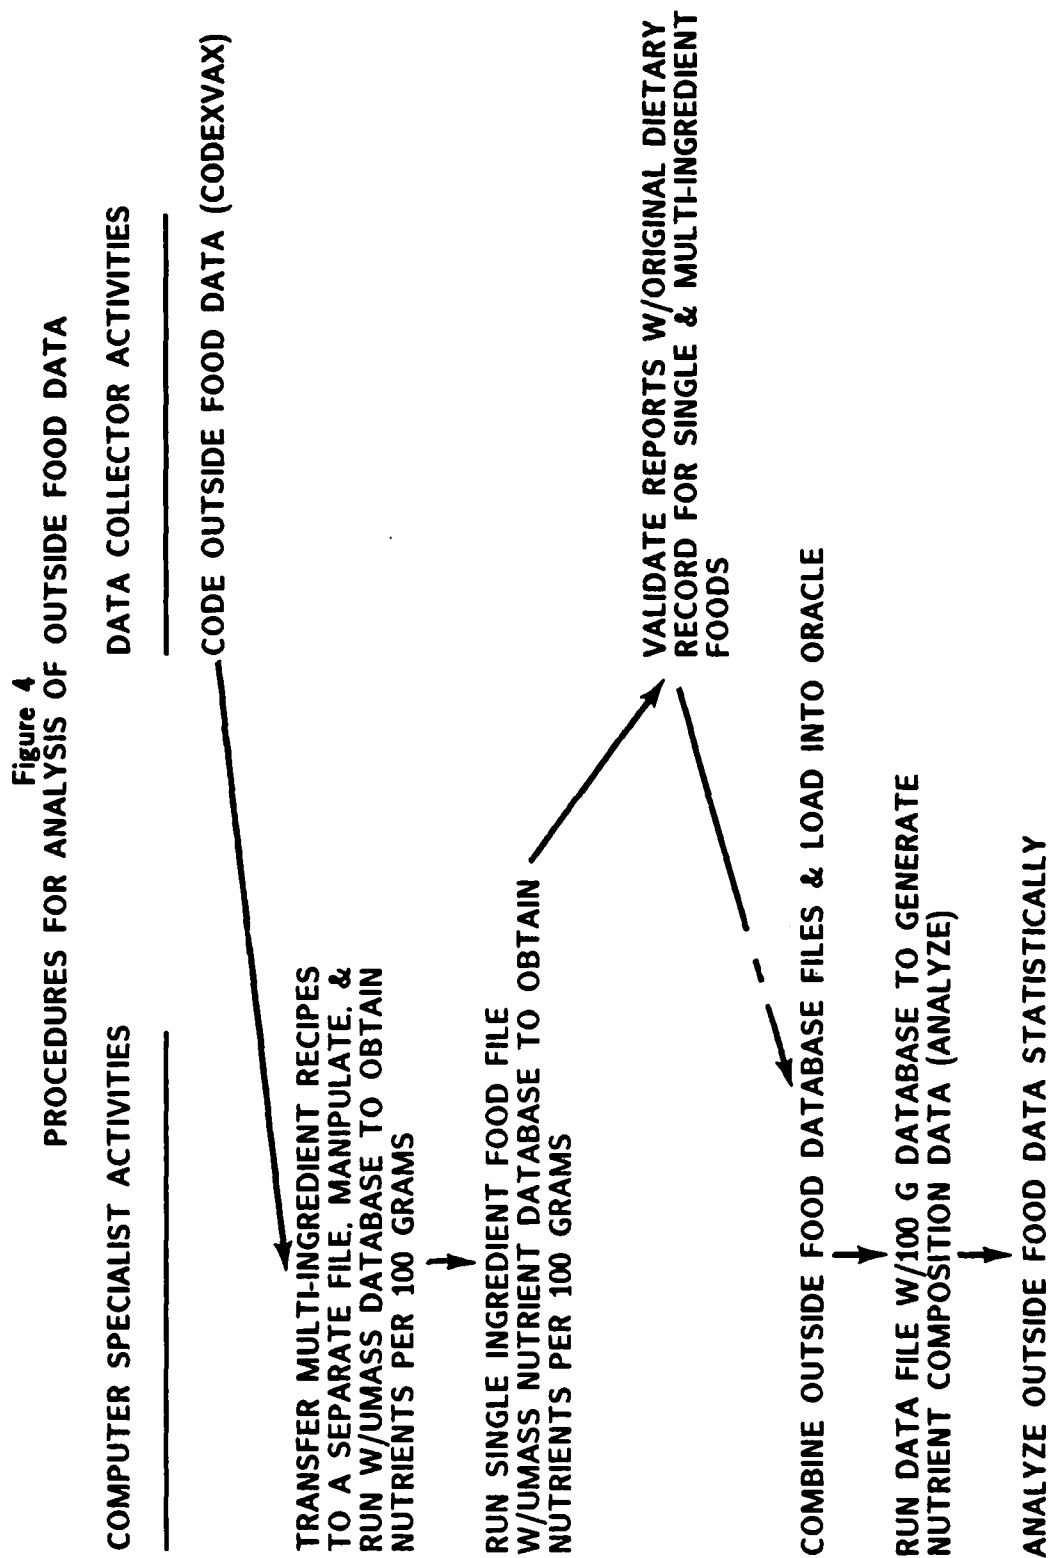 Figure 4
PROCEDURES FOR ANALYSIS OF OUTSIDE FOOD DATA
COMPUTER SPECIALIST ACTIVITIES
DATA COLLECTOR ACTIVITIES
CODE OUTSIDE FOOD DATA (CODEXVAX)
TRANSFER MULTI-INGREDIENT RECIPES
TO A SEPARATE FILE, MANIPULATE, &
RUN W/UMASS DATABASE TO OBTAIN
NUTRIENTS PER 100 GRAMS
RUN SINGLE INGREDIENT FOOD FILE
W/UMASS NUTRIENT DATABASE TO OBTAIN
NUTRIENTS PER 100 GRAMS
VALIDATE REPORTS W/ORIGINAL DIETARY
RECORD FOR SINGLE & MULTI-INGREDIENT
FOODS
COMBINE OUTSIDE FOOD DATABASE FILES & LOAD INTO ORACLE
RUN DATA FILE W/100 G DATABASE TO GENERATE
NUTRIENT COMPOSITION DATA (ANALYZE)
ANALYZE OUTSIDE FOOD DATA STATISTICALLY